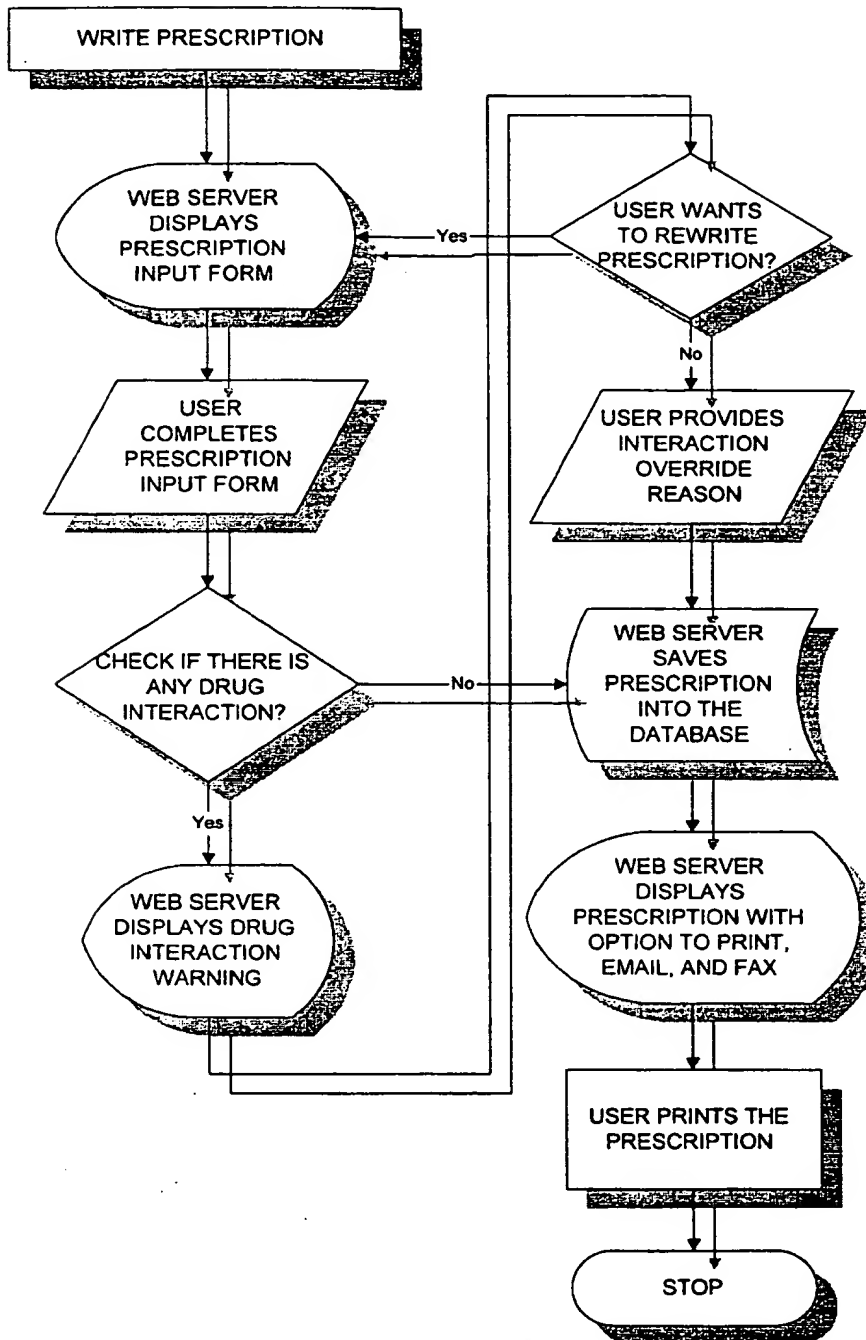 WRITE PRESCRIPTION
WEB SERVER
DISPLAYS
PRESCRIPTION
INPUT FORM
USER
COMPLETES
PRESCRIPTION
INPUT FORM
CHECK IF THERE IS
ANY DRUG
INTERACTION?
No
Yes
WEB SERVER
DISPLAYS DRUG
INTERACTION
WARNING
USER WANTS
TO REWRITE
PRESCRIPTION?
Yes
No
USER PROVIDES
INTERACTION
OVERRIDE
REASON
WEB SERVER
SAVES
PRESCRIPTION
INTO THE
DATABASE
WEB SERVER
DISPLAYS
PRESCRIPTION WITH
OPTION TO PRINT,
EMAIL, AND FAX
USER PRINTS THE
PRESCRIPTION
STOP